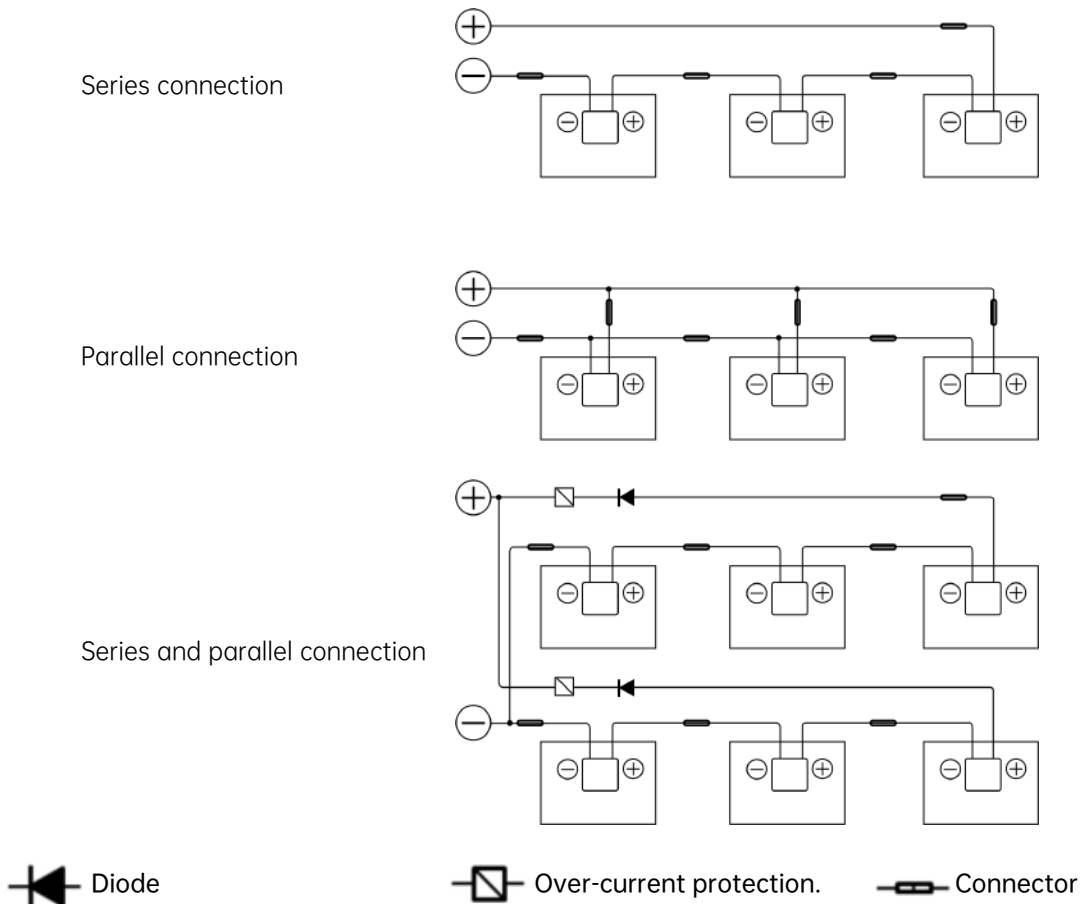 Series connection
Parallel connection
Series and parallel connection
Diode
Over-current protection.
Connector